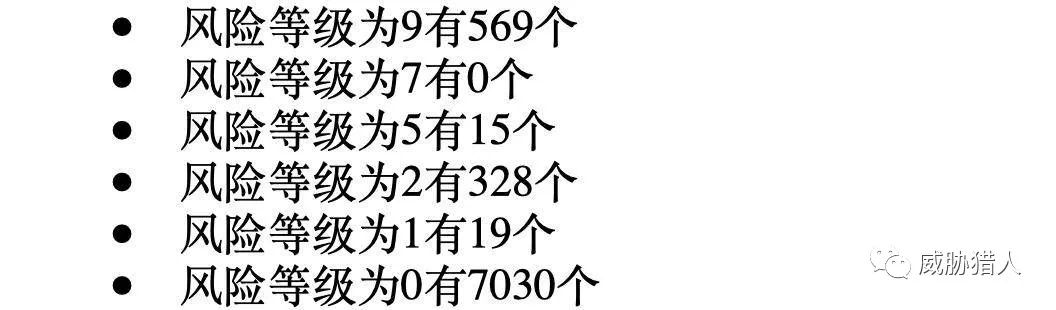 • 风险等级为9有569个
• 风险等级为7有0个
• 风险等级为5有15个
• 风险等级为2有328个
• 风险等级为1有19个
• 风险等级为0有7030个
威胁猎人